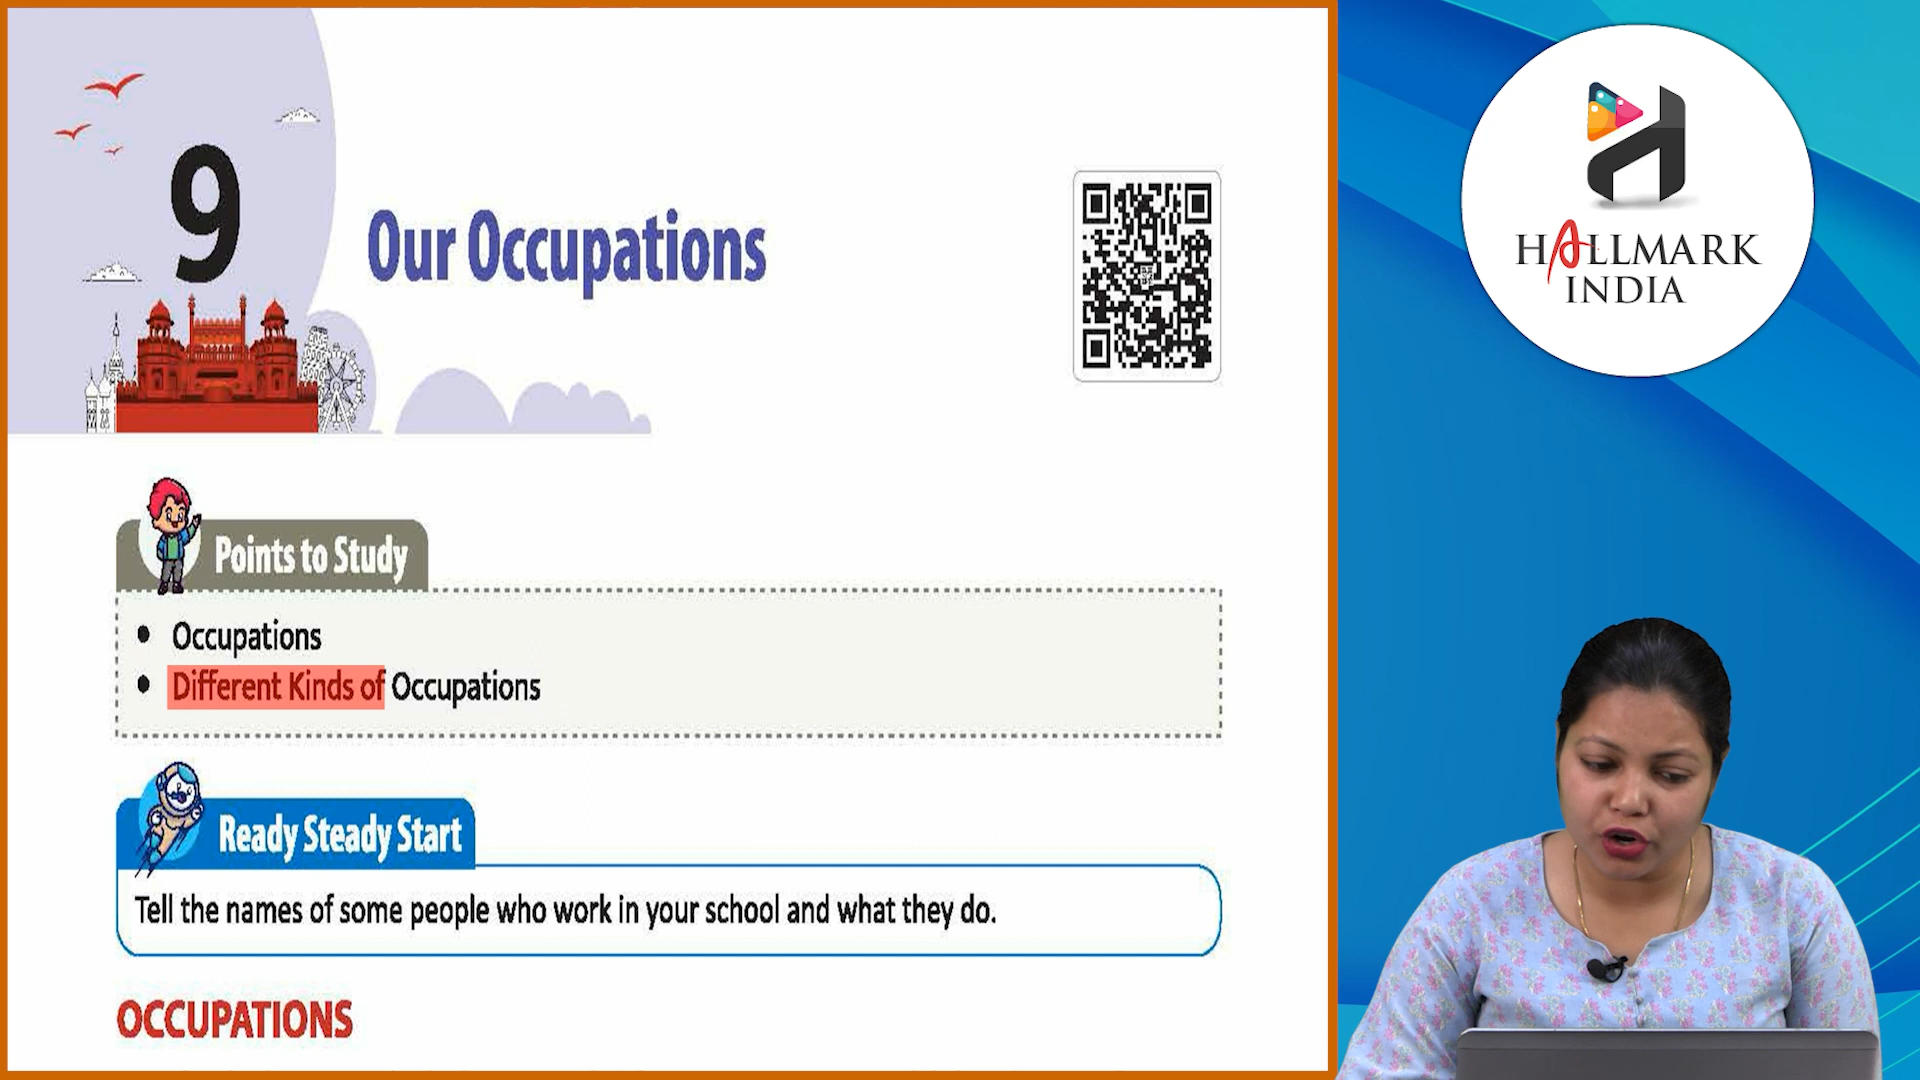 9
Our Occupations
Points to Study
• Occupations
• Different Kinds of Occupations
Ready Steady Start
Tell the names of some people who work in your school and what they do.
OCCUPATIONS
HALLMARK
INDIA